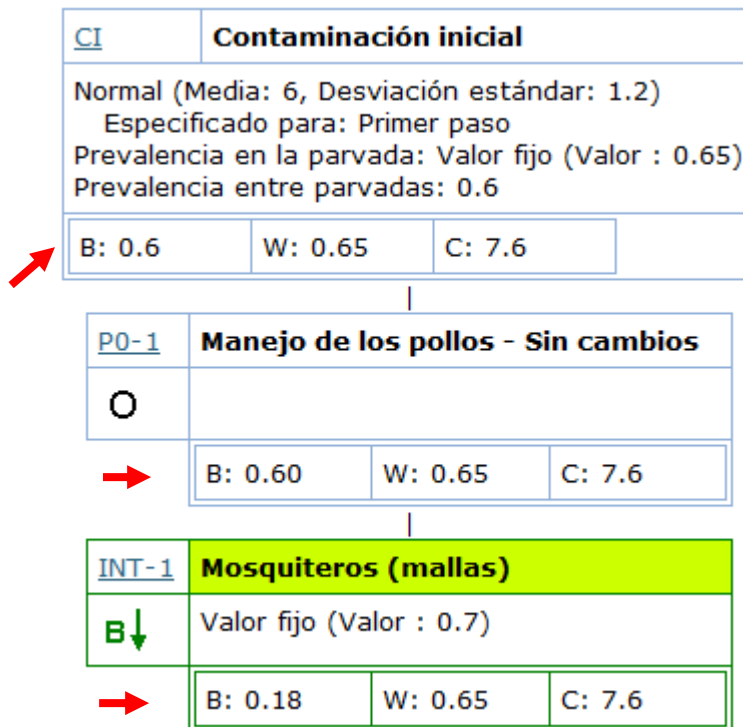 CI Contaminación inicial
Normal (Media: 6, Desviación estándar: 1.2)
Especificado para: Primer paso
Prevalencia en la parvada: Valor fijo (Valor : 0.65)
Prevalencia entre parvadas: 0.6
B: 0.6 W: 0.65 C: 7.6
P0-1 Manejo de los pollos - Sin cambios
O
B: 0.60 W: 0.65 C: 7.6
INT-1 Mosquiteros (mallas)
B↓ Valor fijo (Valor : 0.7)
B: 0.18 W: 0.65 C: 7.6